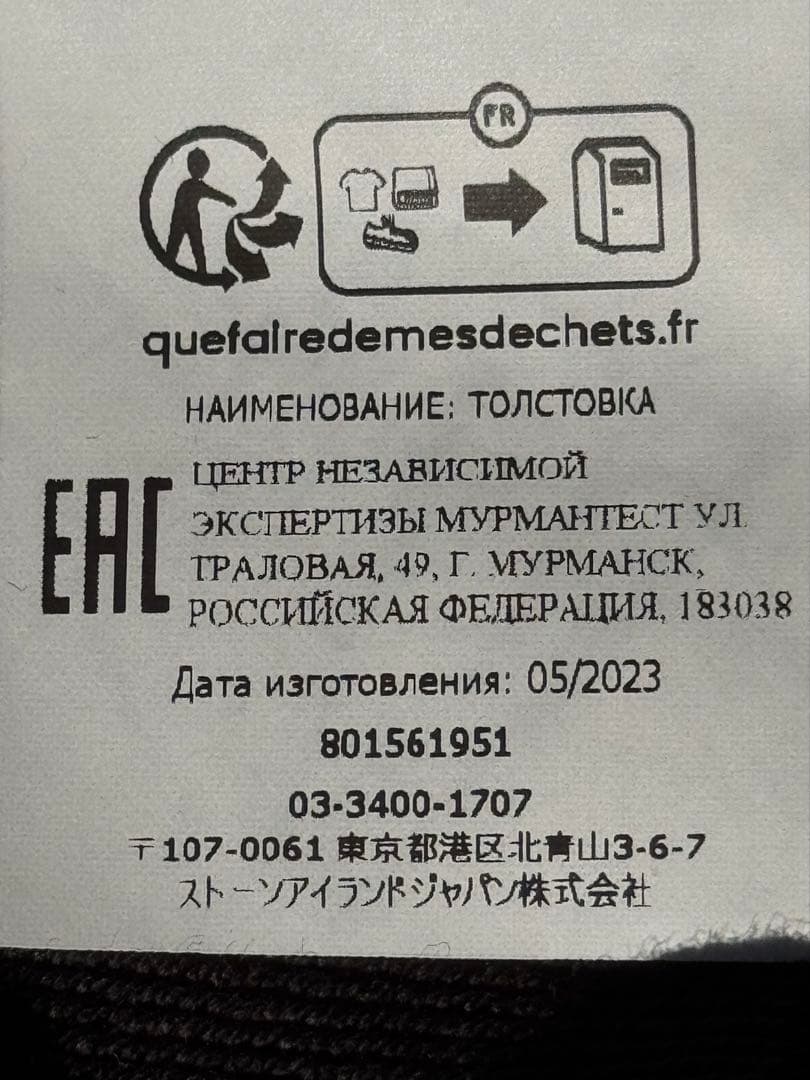 FR
quefairedemesdechets.fr
НАИМЕНОВАНИЕ: ТОЛСТОВКА
EAC
ЦЕНТР НЕЗАВИСИМОЙ
ЭКСПЕРТИЗЫ МУРМАНТЕСТ УЛ.
ТРАЛОВАЯ, 49, Г. МУРМАНСК,
РОССИЙСКАЯ ФЕДЕРАЦИЯ, 183038
Дата изготовления: 05/2023
801561951
03-3400-1707
〒107-0061 東京都港区北青山3-6-7
ストーンアイランドジャパン株式会社